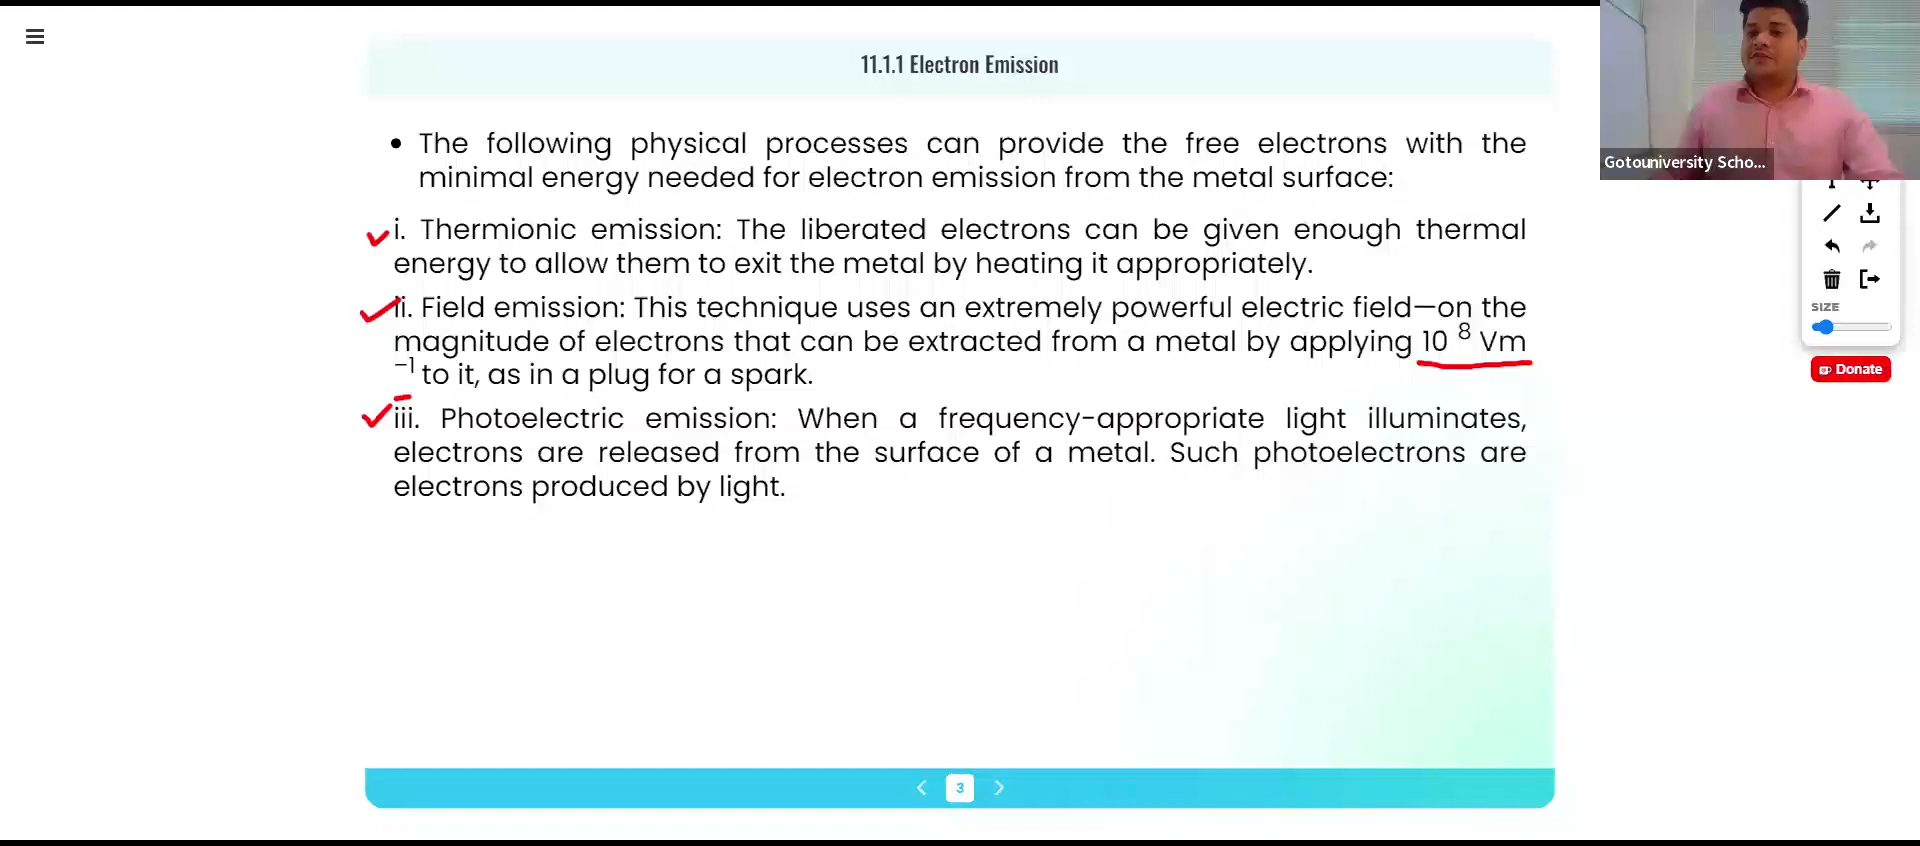 11.1.1 Electron Emission
• The following physical processes can provide the free electrons with the
minimal energy needed for electron emission from the metal surface:
i. Thermionic emission: The liberated electrons can be given enough thermal
energy to allow them to exit the metal by heating it appropriately.
ii. Field emission: This technique uses an extremely powerful electric field—on the
magnitude of electrons that can be extracted from a metal by applying 10 ⁸ Vm
⁻¹ to it, as in a plug for a spark.
iii. Photoelectric emission: When a frequency-appropriate light illuminates,
electrons are released from the surface of a metal. Such photoelectrons are
electrons produced by light.
3
Gotouniversity Scho...
SIZE
Donate